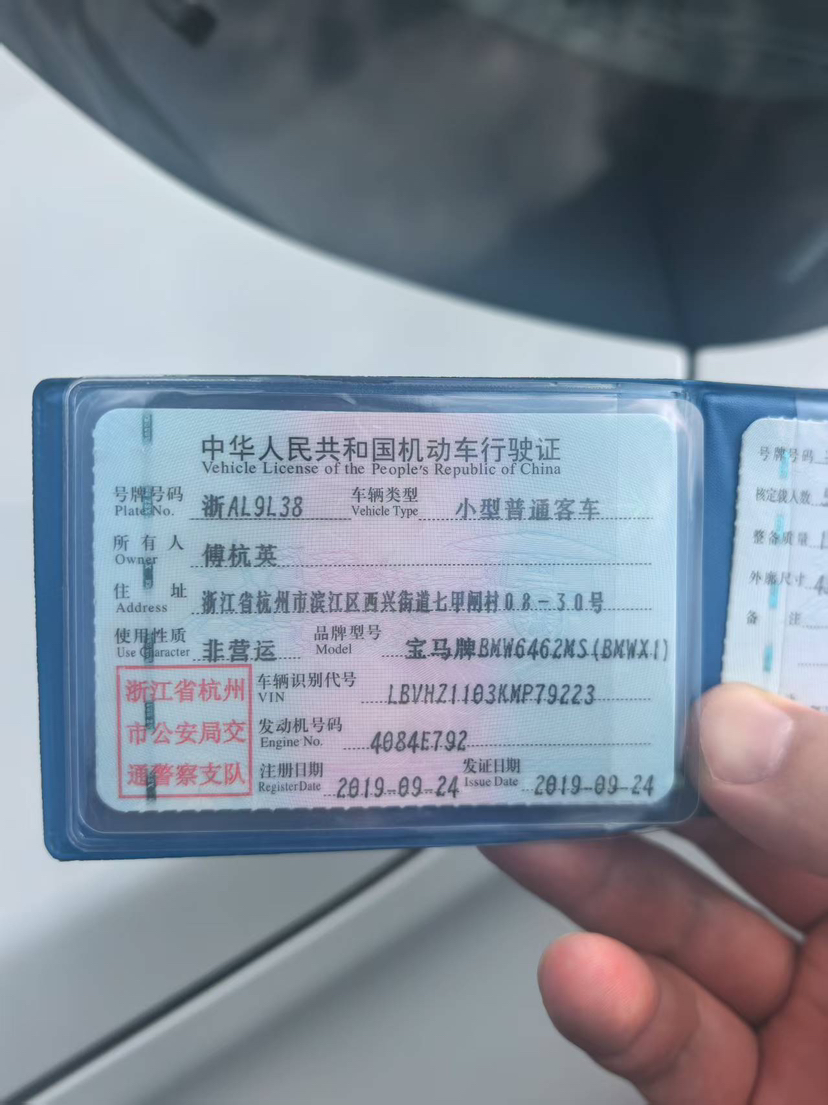 中华人民共和国机动车行驶证
Vehicle License of the People's Republic of China
号牌号码 浙AL9L38 车辆类型 小型普通客车
Plate No. Vehicle Type
所有人 傅杭英
Owner
住址 浙江省杭州市滨江区西兴街道七甲闸村08-30号
Address
使用性质 非营运 品牌型号 宝马牌BMW6462MS(BMWX1)
Use Character Model
浙江省杭州
市公安局交
通警察支队
车辆识别代号 LBVHZ1103KMP79223
VIN
发动机号码 4084E792
Engine No.
注册日期 2019-09-24 发证日期 2019-09-24
Register Date Issue Date
号牌号码
核定载人数
整备质量
外廓尺寸
备注